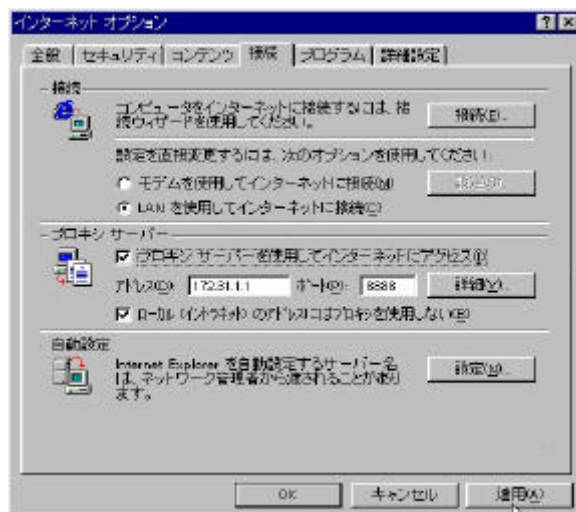 インターネット オプション
全般 セキュリティ コンテンツ 接続 プログラム 詳細設定
接続
コンピュータをインターネットに接続するには、接
続ウィザードを使用してください。
接続(E)...
設定を直接変更するには、次のオプションを使用してください:
モデムを使用してインターネットに接続(M)
LAN を使用してインターネットに接続(C)
プロキシ サーバー
プロキシ サーバーを使用してインターネットにアクセス(P)
アドレス(D): 172.31.1.1 ポート(P): 8888 詳細(V)...
ローカル (イントラネット) のアドレスにはプロキシを使用しない(B)
自動設定
Internet Explorer を自動設定するサーバー名
は、ネットワーク管理者から渡されることがあり
ます。
設定(N)...
OK キャンセル 適用(A)